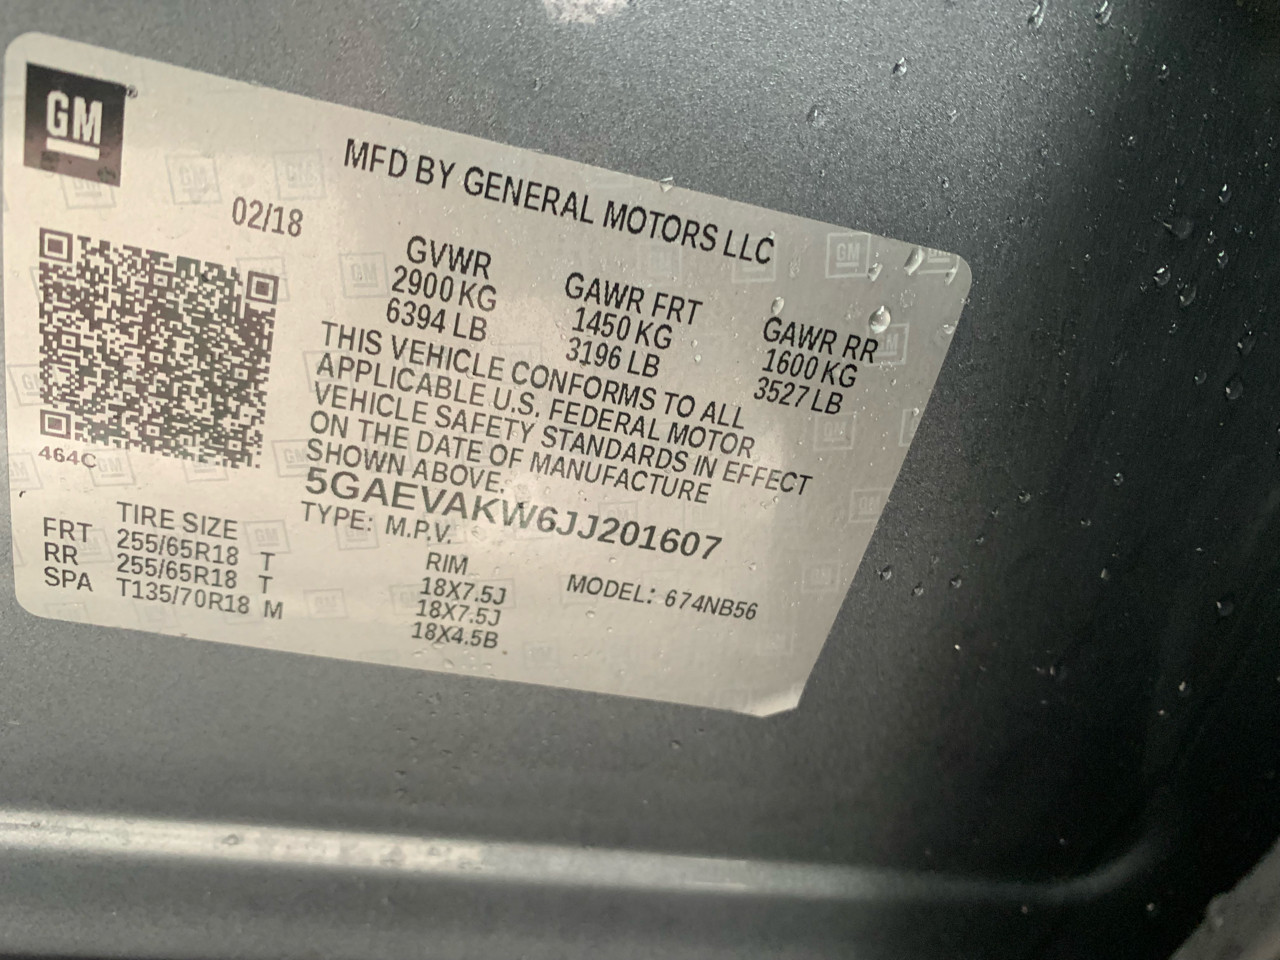 GM
MFD BY GENERAL MOTORS LLC
02/18
GVWR GAWR FRT GAWR RR
2900 KG 1450 KG 1600 KG
6394 LB 3196 LB 3527 LB
THIS VEHICLE CONFORMS TO ALL
APPLICABLE U.S. FEDERAL MOTOR
VEHICLE SAFETY STANDARDS IN EFFECT
ON THE DATE OF MANUFACTURE
SHOWN ABOVE.
464C
5GAEVAKW6JJ201607
TYPE: M.P.V. MODEL: 674NB56
TIRE SIZE RIM
FRT 255/65R18 T 18X7.5J
RR 255/65R18 T 18X7.5J
SPA T135/70R18 M 18X4.5B